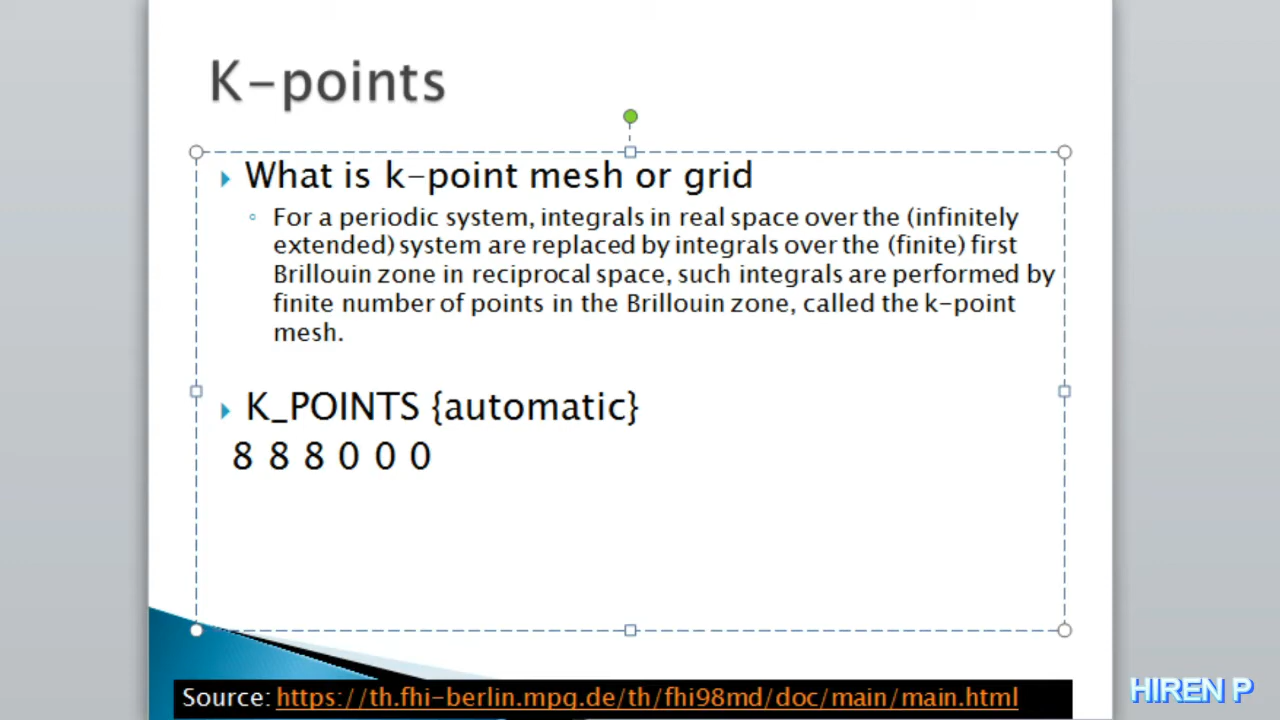 K-points
What is k-point mesh or grid
For a periodic system, integrals in real space over the (infinitely
extended) system are replaced by integrals over the (finite) first
Brillouin zone in reciprocal space, such integrals are performed by
finite number of points in the Brillouin zone, called the k-point
mesh.
K_POINTS {automatic}
8 8 8 0 0 0
Source: https://th.fhi-berlin.mpg.de/th/fhi98md/doc/main/main.html
HIREN P